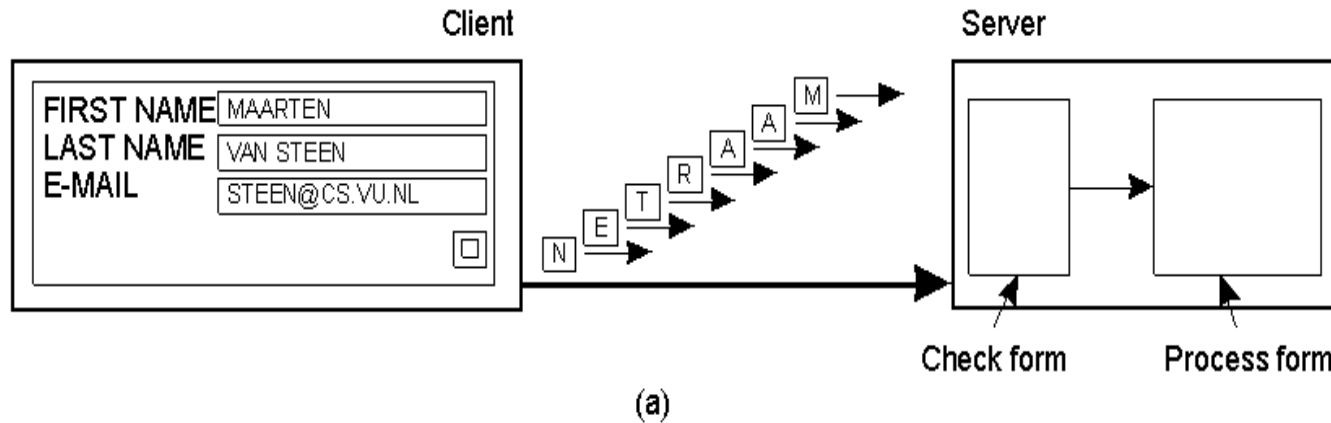 Client
Server
FIRST NAME MAARTEN
LAST NAME VAN STEEN
E-MAIL STEEN@CS.VU.NL
M
A
A
R
T
E
N
Check form
Process form
(a)